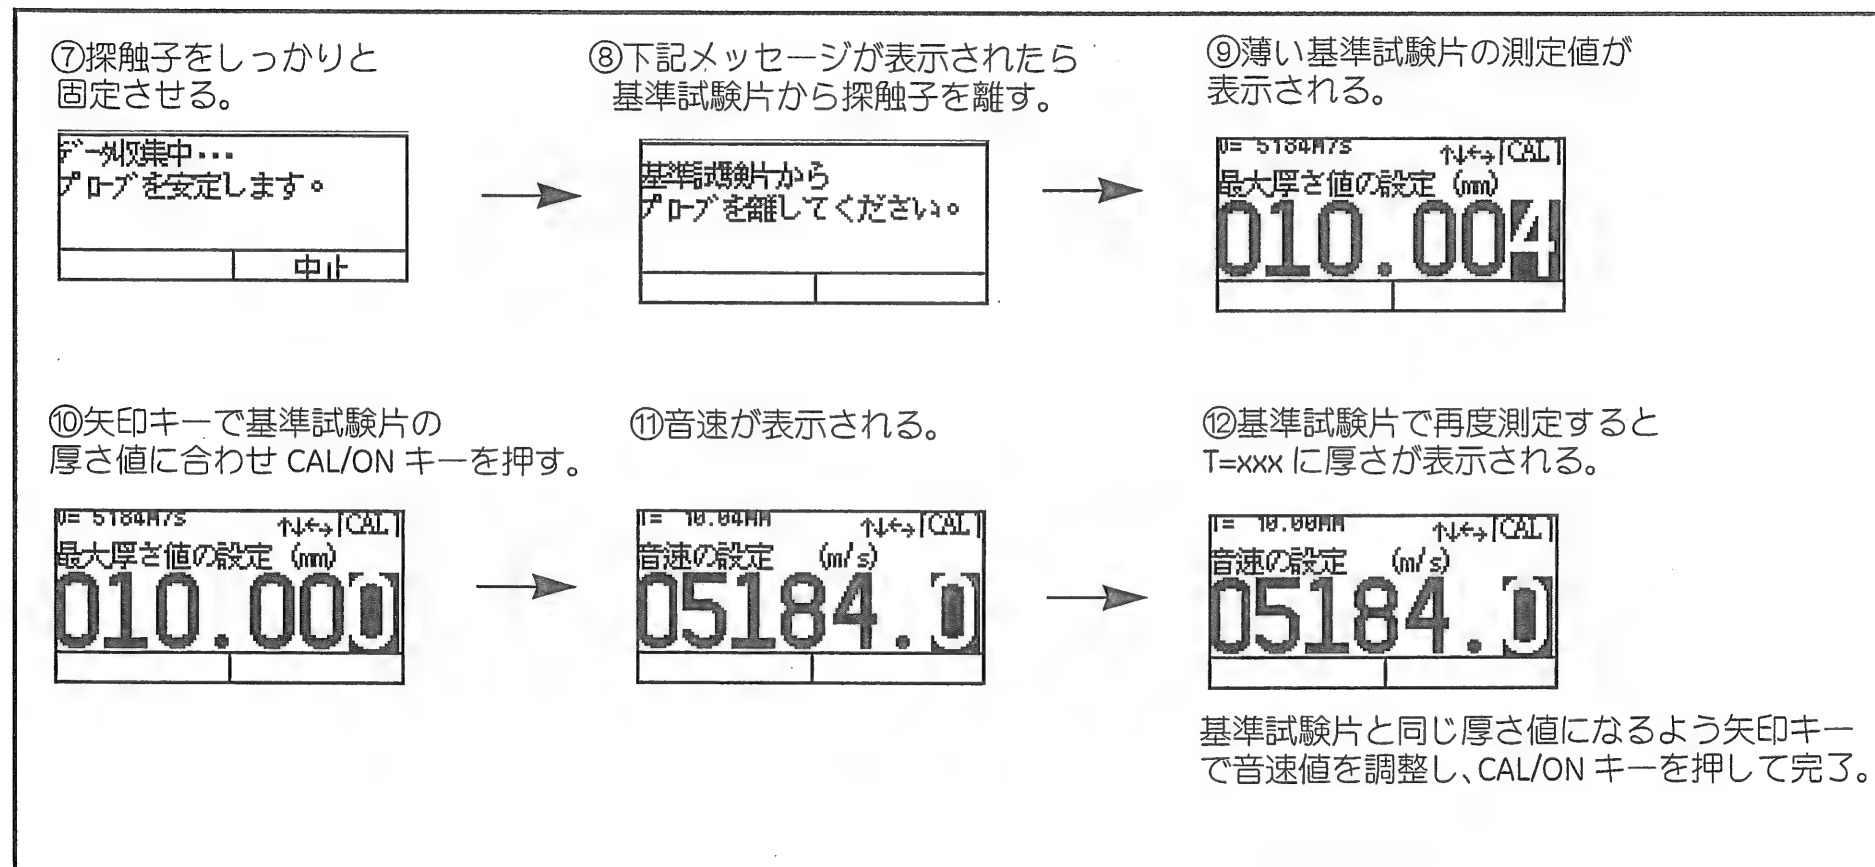 ⑦探触子をしっかりと
固定させる。
データ収集中･･･
プローブを安定します。
中止
⑧下記メッセージが表示されたら
基準試験片から探触子を離す。
基準試験片から
プローブを離してください。
⑨薄い基準試験片の測定値が
表示される。
V= 5184M/S ↑↓←→ CAL
最大厚さ値の設定 (mm)
010.004
⑩矢印キーで基準試験片の
厚さ値に合わせ CAL/ON キーを押す。
V= 5184M/S ↑↓←→ CAL
最大厚さ値の設定 (mm)
010.000
⑪音速が表示される。
T= 10.04MM ↑↓←→ CAL
音速の設定 (m/s)
05184.0
⑫基準試験片で再度測定すると
T=xxx に厚さが表示される。
T= 10.00MM ↑↓←→ CAL
音速の設定 (m/s)
05184.0
基準試験片と同じ厚さ値になるよう矢印キー
で音速値を調整し、CAL/ON キーを押して完了。